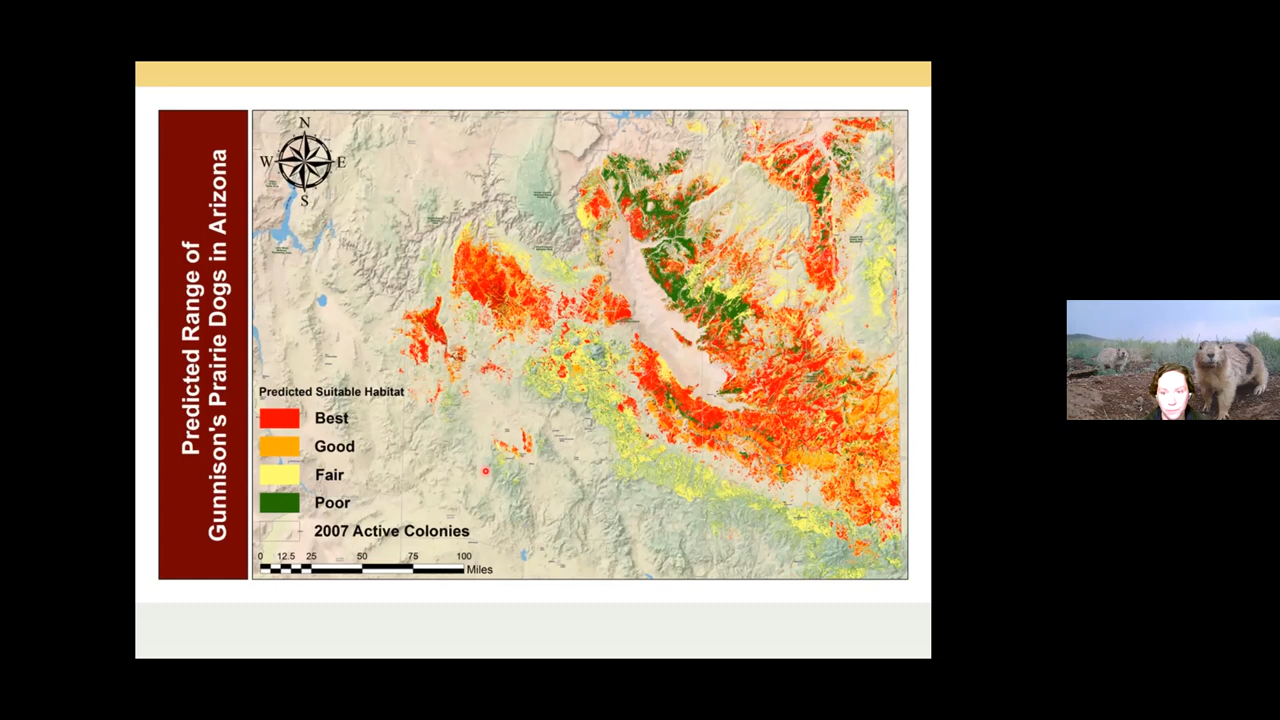 Predicted Range of
Gunnison's Prairie Dogs in Arizona
N
W E
S
Predicted Suitable Habitat
Best
Good
Fair
Poor
2007 Active Colonies
0 12.5 25 50 75 100
Miles